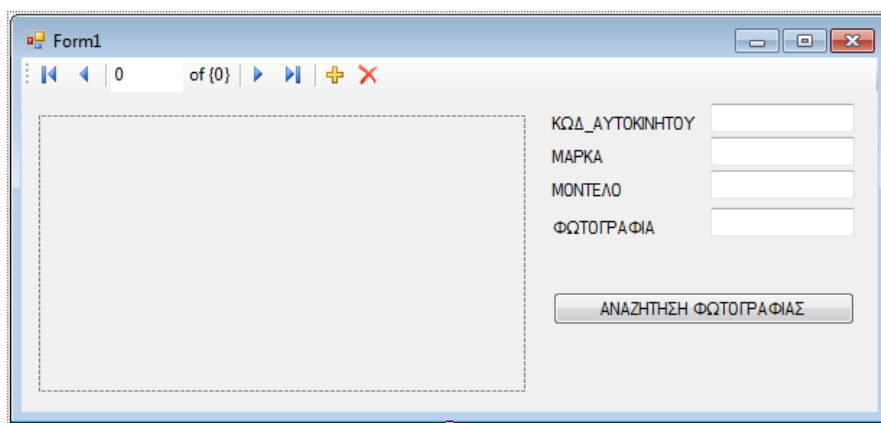 Form1
0 of {0}
ΚΩΔ_ΑΥΤΟΚΙΝΗΤΟΥ
ΜΑΡΚΑ
ΜΟΝΤΕΛΟ
ΦΩΤΟΓΡΑΦΙΑ
ΑΝΑΖΗΤΗΣΗ ΦΩΤΟΓΡΑΦΙΑΣ